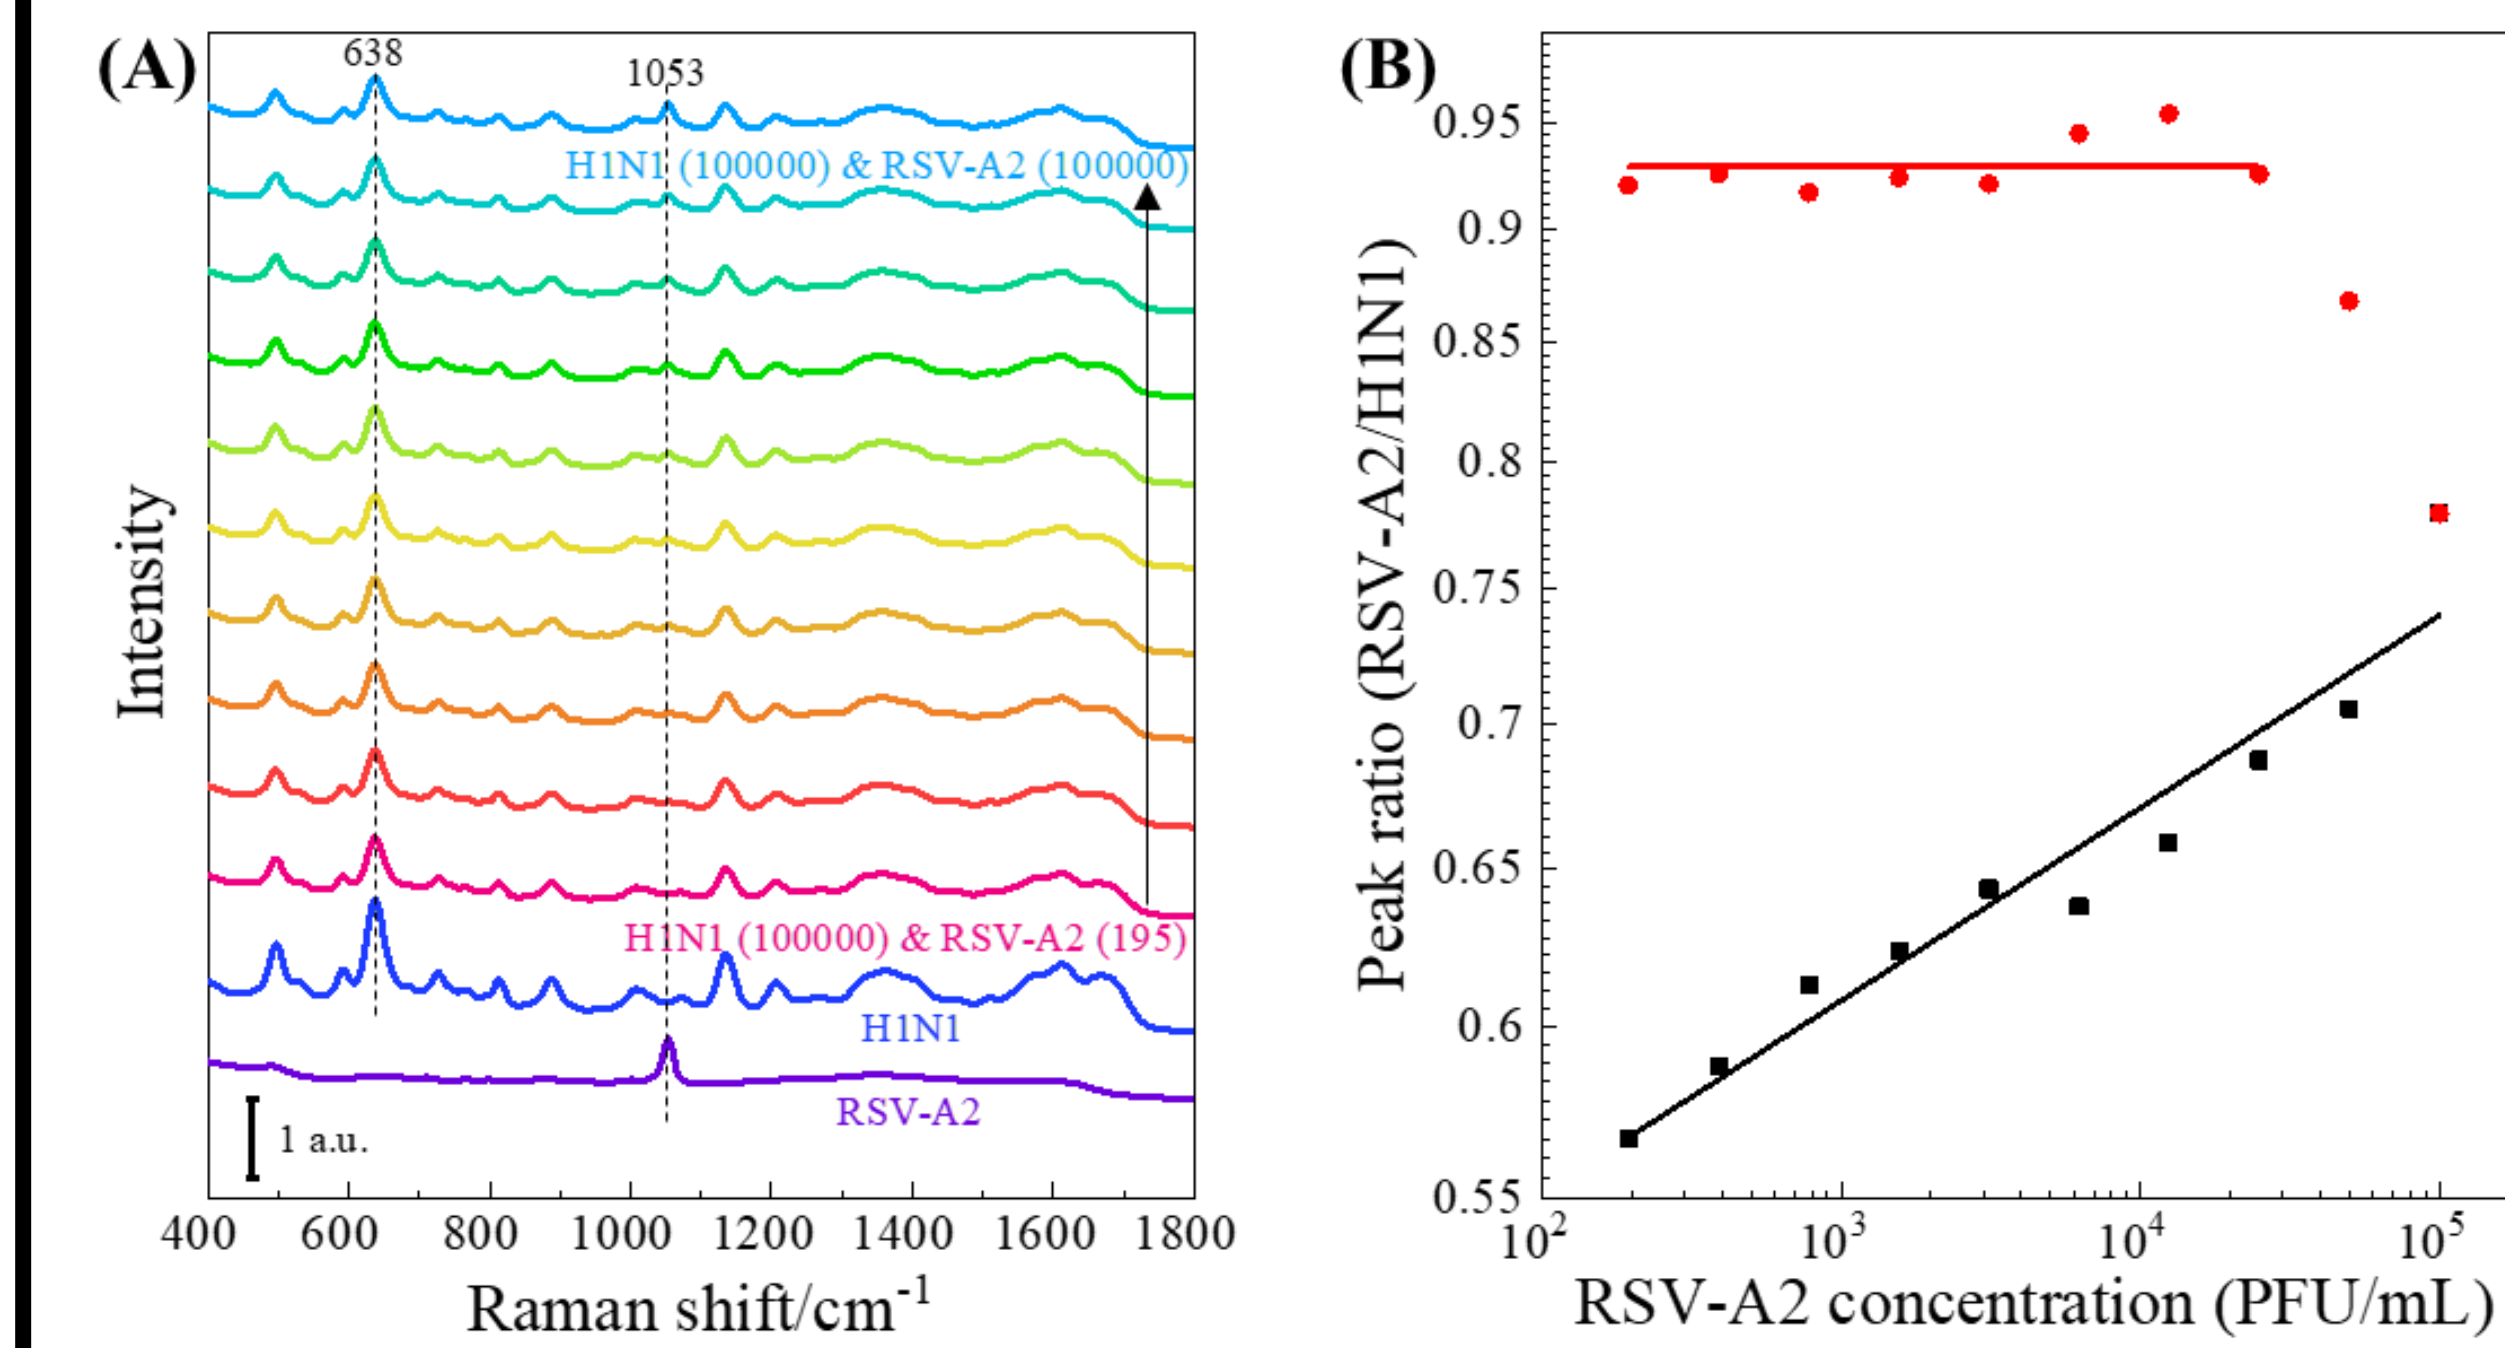 (A)
638
1053
H1N1 (100000) & RSV-A2 (100000)
H1N1 (100000) & RSV-A2 (195)
H1N1
RSV-A2
1 a.u.
Intensity
400 600 800 1000 1200 1400 1600 1800
Raman shift/cm⁻¹
(B)
0.95
0.9
0.85
0.8
0.75
0.7
0.65
0.6
0.55
Peak ratio (RSV-A2/H1N1)
10² 10³ 10⁴ 10⁵
RSV-A2 concentration (PFU/mL)